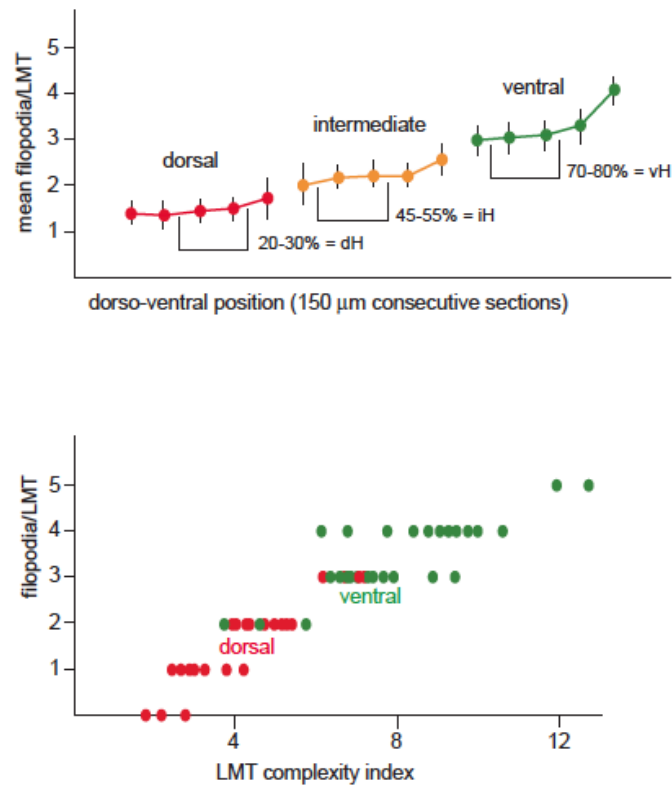 5
4
3
2
1
mean filopodia/LMT
dorsal
intermediate
ventral
20-30% = dH
45-55% = iH
70-80% = vH
dorso-ventral position (150 µm consecutive sections)
5
4
3
2
1
filopodia/LMT
ventral
dorsal
4 8 12
LMT complexity index